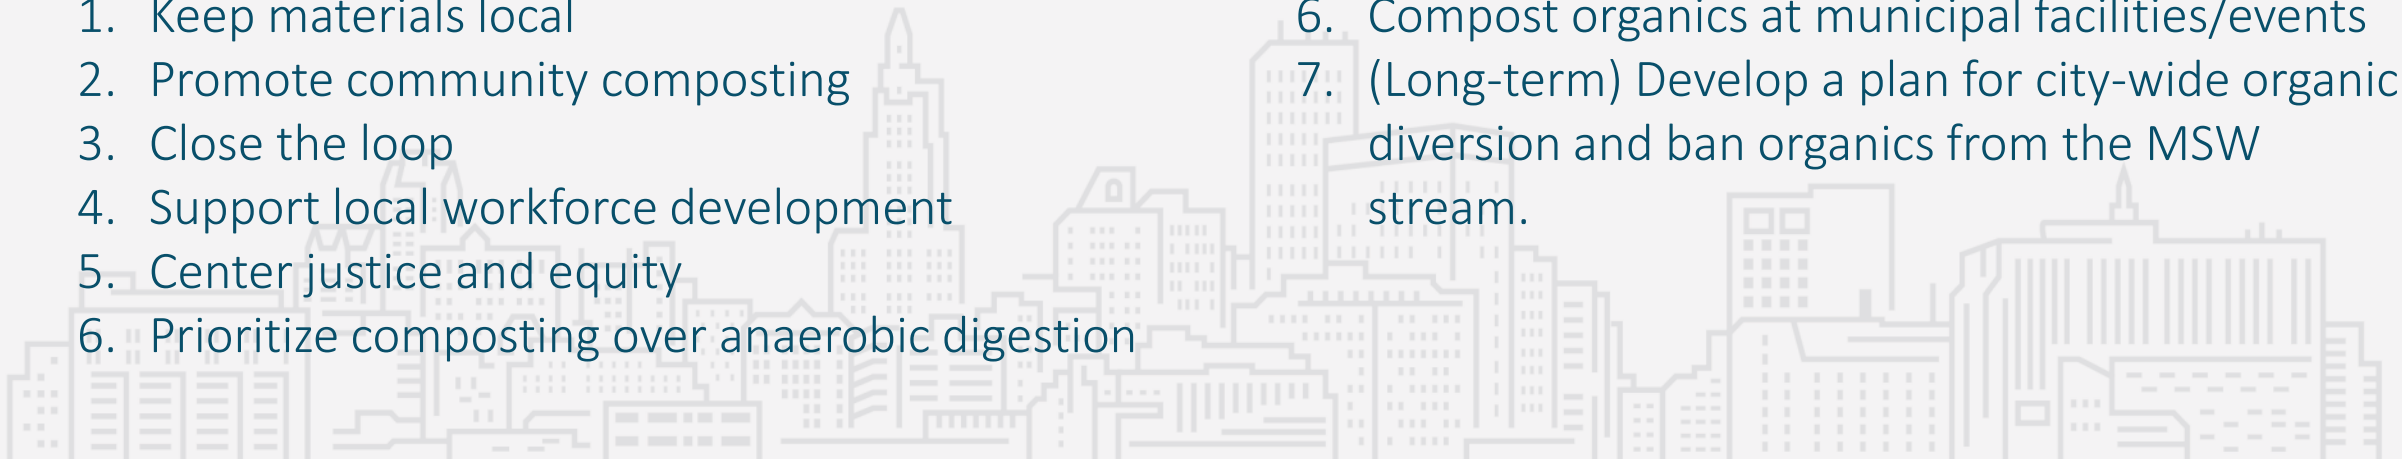 1. Keep materials local
2. Promote community composting
3. Close the loop
4. Support local workforce development
5. Center justice and equity
6. Prioritize composting over anaerobic digestion
6. Compost organics at municipal facilities/events
7. (Long-term) Develop a plan for city-wide organic
diversion and ban organics from the MSW
stream.